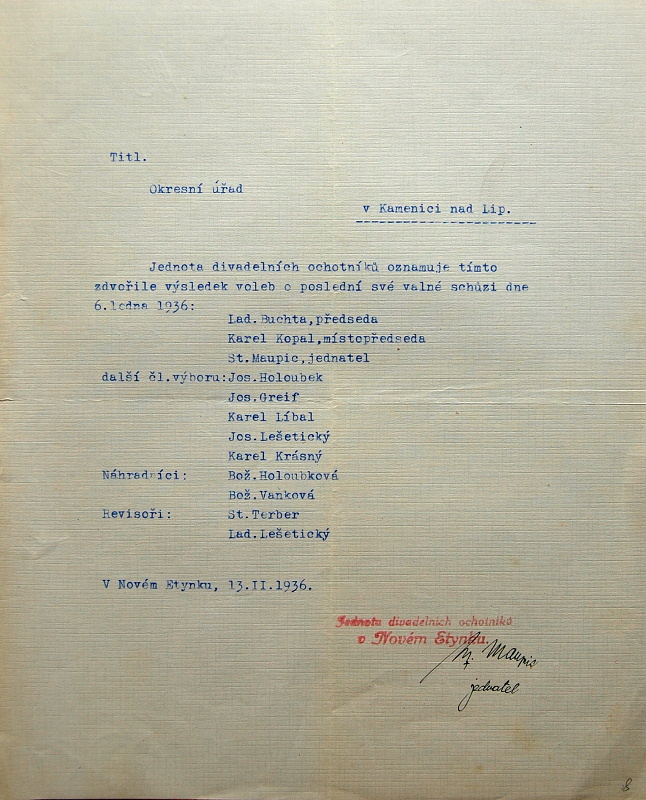 Titl.
Okresní úřad
v Kamenici nad Lip.
Jednota divadelních ochotníků oznamuje tímto
zdvořile výsledek voleb o poslední své valné schůzi dne
6.ledna 1936:
Lad.Buchta,předseda
Karel Kopal,místopředseda
St.Maupic,jednatel
další čl.výboru:Jos.Holoubek
Jos.Greif
Karel Líbal
Jos.Lešetický
Karel Krásný
Náhradníci: Bož.Holoubková
Bož.Vanková
Revisoři: St.Terber
Lad.Lešetický
V Novém Etynku, 13.II.1936.
Jednota divadelních ochotníků
v Novém Etynku.
Maupic
jednatel
8